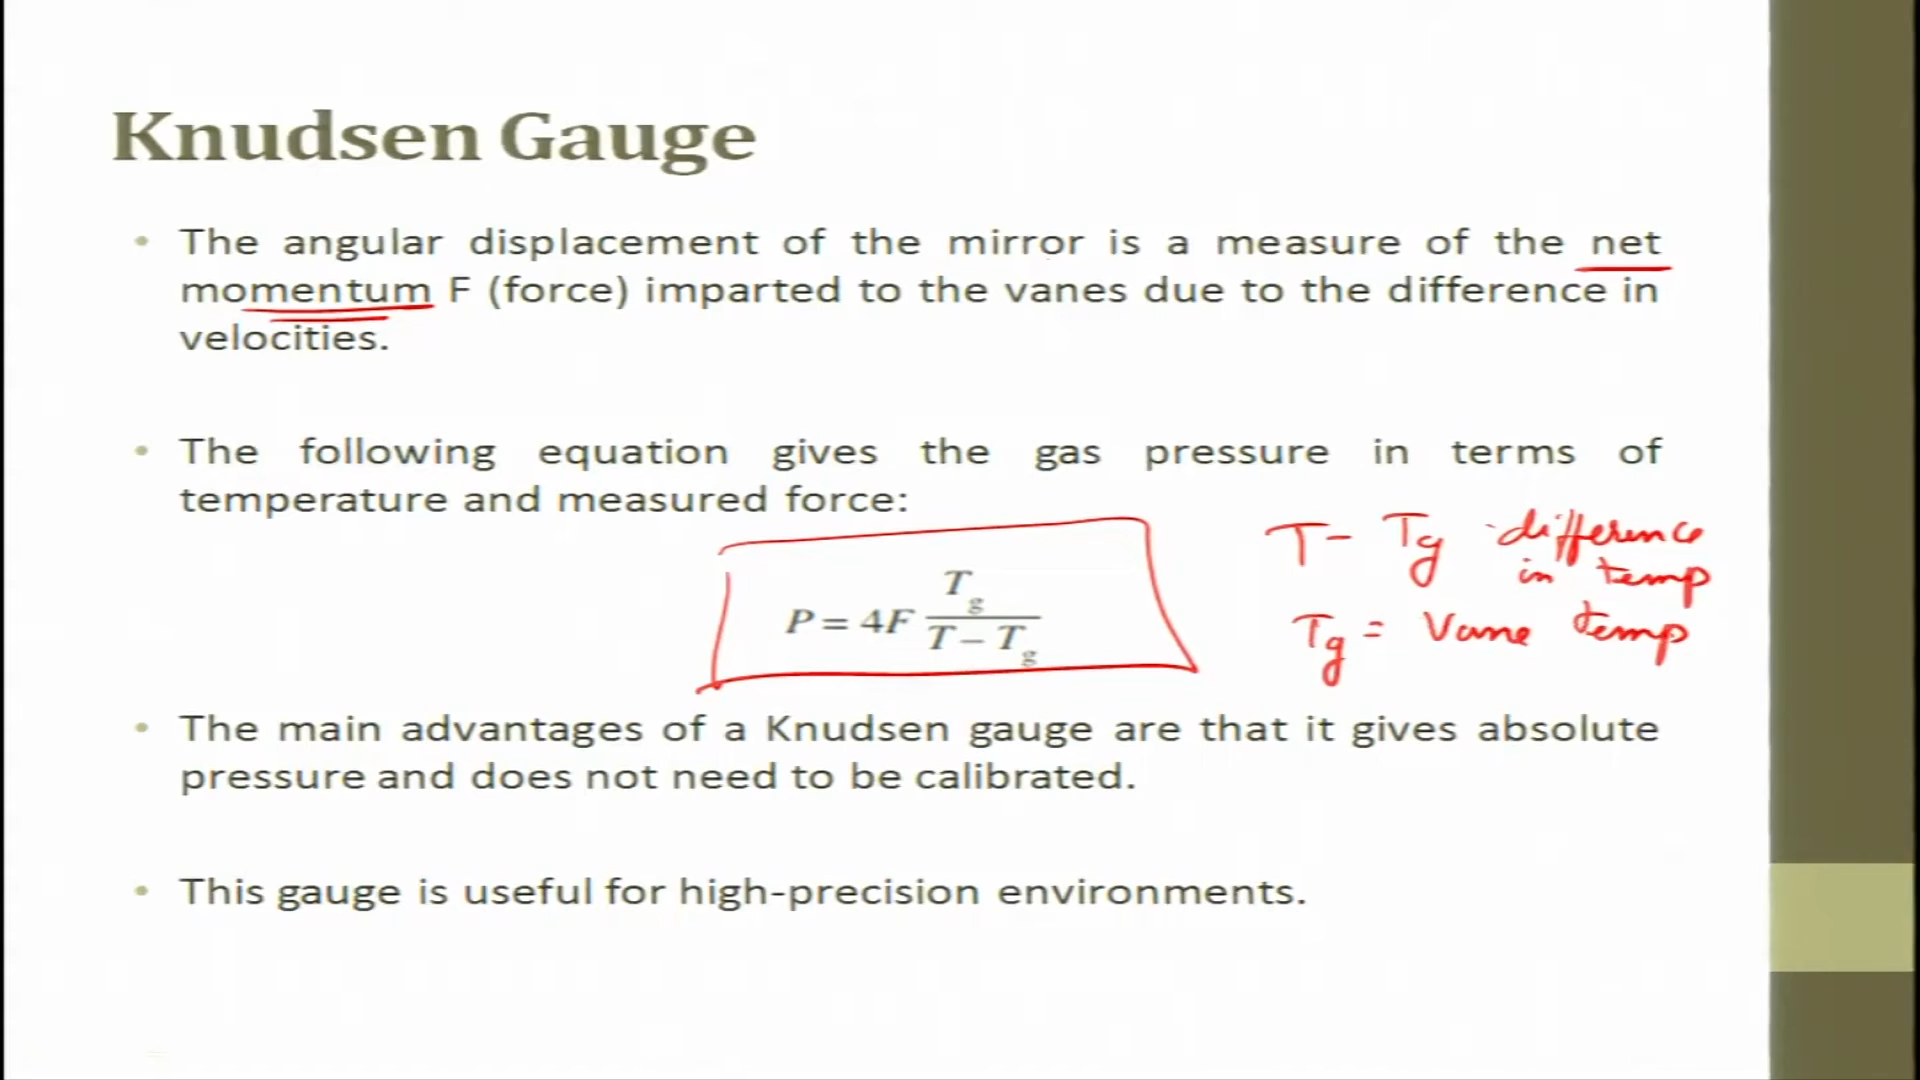 Knudsen Gauge
• The angular displacement of the mirror is a measure of the net
momentum F (force) imparted to the vanes due to the difference in
velocities.
• The following equation gives the gas pressure in terms of
temperature and measured force:
P = 4F T_g / (T − T_g)
T - Tg difference
in temp
Tg = Vane temp
• The main advantages of a Knudsen gauge are that it gives absolute
pressure and does not need to be calibrated.
• This gauge is useful for high-precision environments.